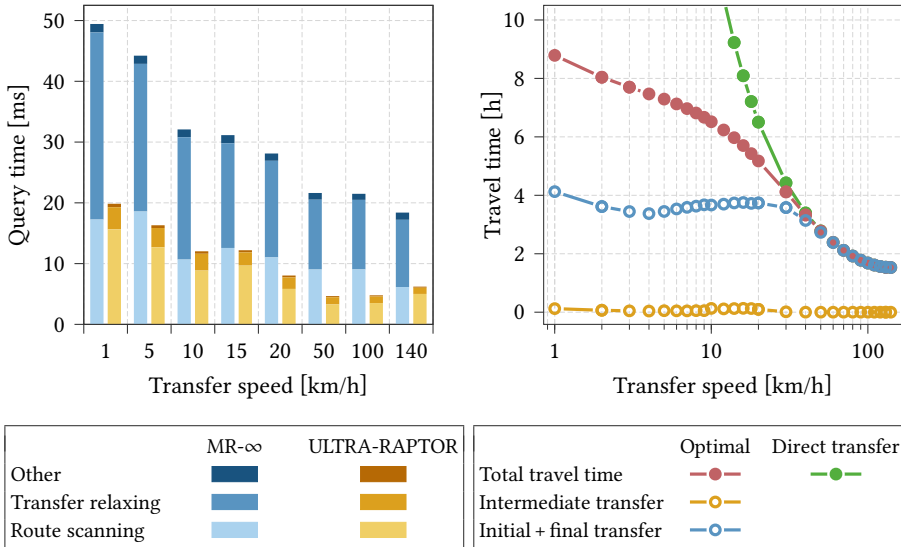 50
40
30
20
10
0
Query time [ms]
1 5 10 15 20 50 100 140
Transfer speed [km/h]
10
8
6
4
2
0
Travel time [h]
1 10 100
Transfer speed [km/h]
MR-∞ ULTRA-RAPTOR
Other
Transfer relaxing
Route scanning
Optimal Direct transfer
Total travel time
Intermediate transfer
Initial + final transfer